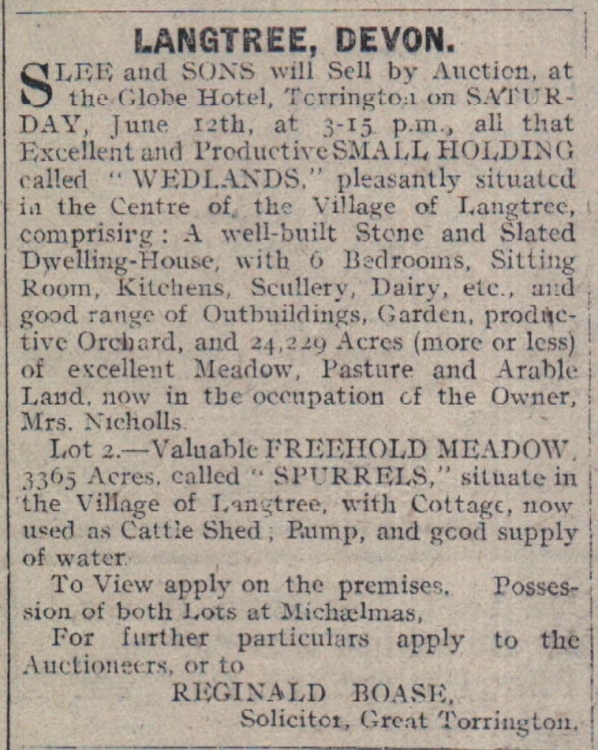 LANGTREE, DEVON.
SLEE and SONS will Sell by Auction, at
the Globe Hotel, Torrington on SATUR-
DAY, June 12th, at 3-15 p.m., all that
Excellent and Productive SMALL HOLDING
called “ WEDLANDS,” pleasantly situated
in the Centre of the Village of Langtree,
comprising : A well-built Stone and Slated
Dwelling-House, with 6 Bedrooms, Sitting
Room, Kitchens, Scullery, Dairy, etc., and
good range of Outbuildings, Garden, produc-
tive Orchard, and 24,229 Acres (more or less)
of excellent Meadow, Pasture and Arable
Land, now in the occupation of the Owner,
Mrs. Nicholls.
Lot 2.—Valuable FREEHOLD MEADOW,
3365 Acres, called “ SPURRELS,” situate in
the Village of Langtree, with Cottage, now
used as Cattle Shed ; Pump, and good supply
of water.
To View apply on the premises. Posses-
sion of both Lots at Michælmas,
For further particulars apply to the
Auctioneers, or to
REGINALD BOASE,
Solicitor, Great Torrington.